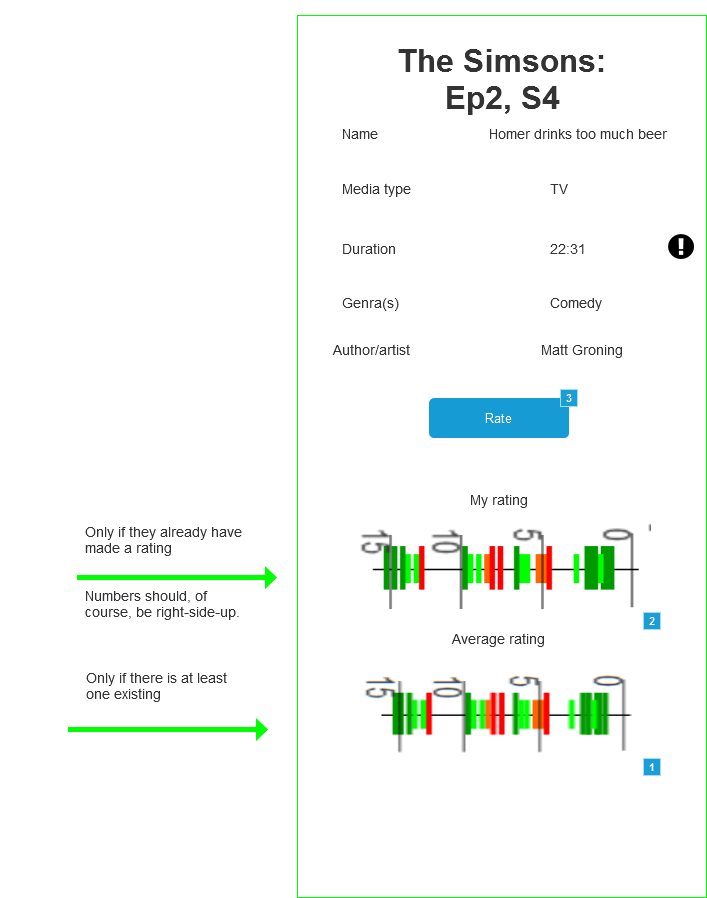 The Simsons:
Ep2, S4
Name Homer drinks too much beer
Media type TV
Duration 22:31
Genra(s) Comedy
Author/artist Matt Groning
3
Rate
My rating
Only if they already have
made a rating
15 10 5 0
Numbers should, of
course, be right-side-up.
2
Average rating
Only if there is at least
one existing
15 10 5 0
1